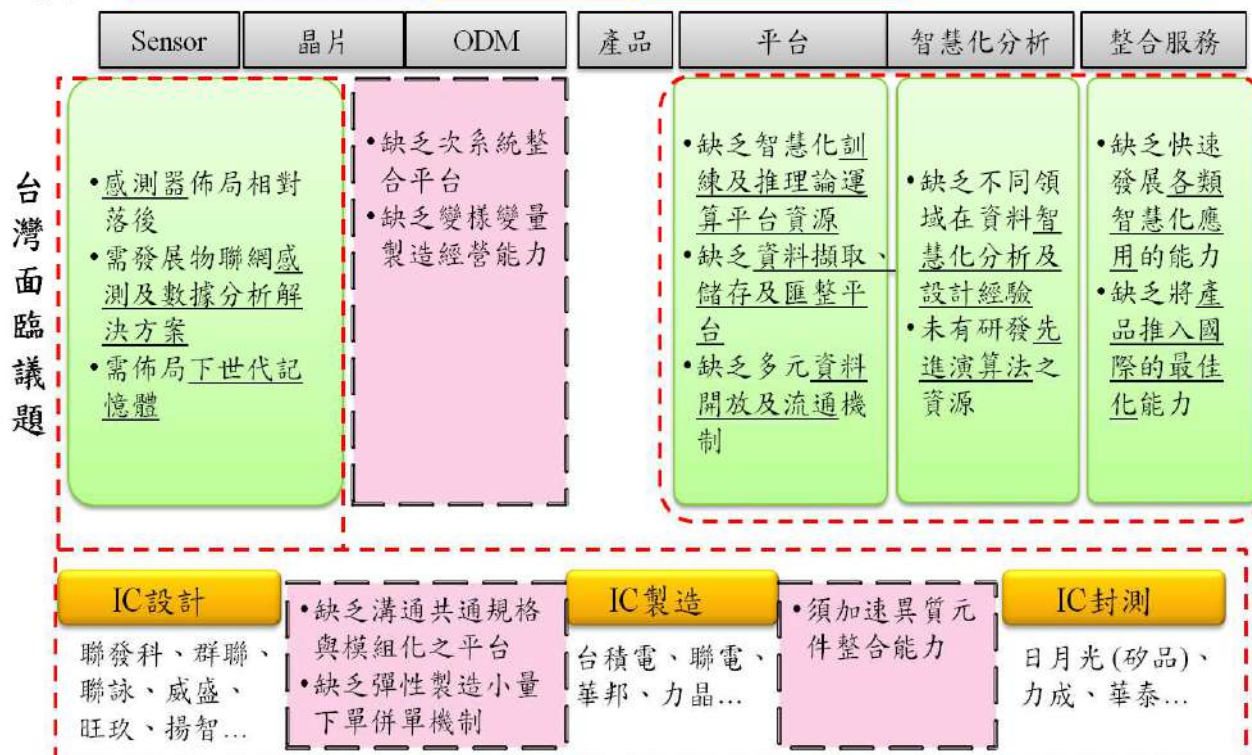 Sensor
晶片
ODM
產品
平台
智慧化分析
整合服務
台灣面臨議題
•感測器佈局相對
落後
•需發展物聯網感
測及數據分析解
決方案
•需佈局下世代記
憶體
•缺乏次系統整
合平台
•缺乏變樣變量
製造經營能力
•缺乏智慧化訓
練及推理論運
算平台資源
•缺乏資料擷取、
儲存及匯整平
台
•缺乏多元資料
開放及流通機
制
•缺乏不同領
域在資料智
慧化分析及
設計經驗
•未有研發先
進演算法之
資源
•缺乏快速
發展各類
智慧化應
用的能力
•缺乏將產
品推入國
際的最佳
化能力
IC設計
聯發科、群聯、
聯詠、威盛、
旺玖、揚智...
•缺乏溝通共通規格
與模組化之平台
•缺乏彈性製造小量
下單併單機制
IC製造
台積電、聯電、
華邦、力晶...
•須加速異質元
件整合能力
IC封測
日月光(矽品)、
力成、華泰...